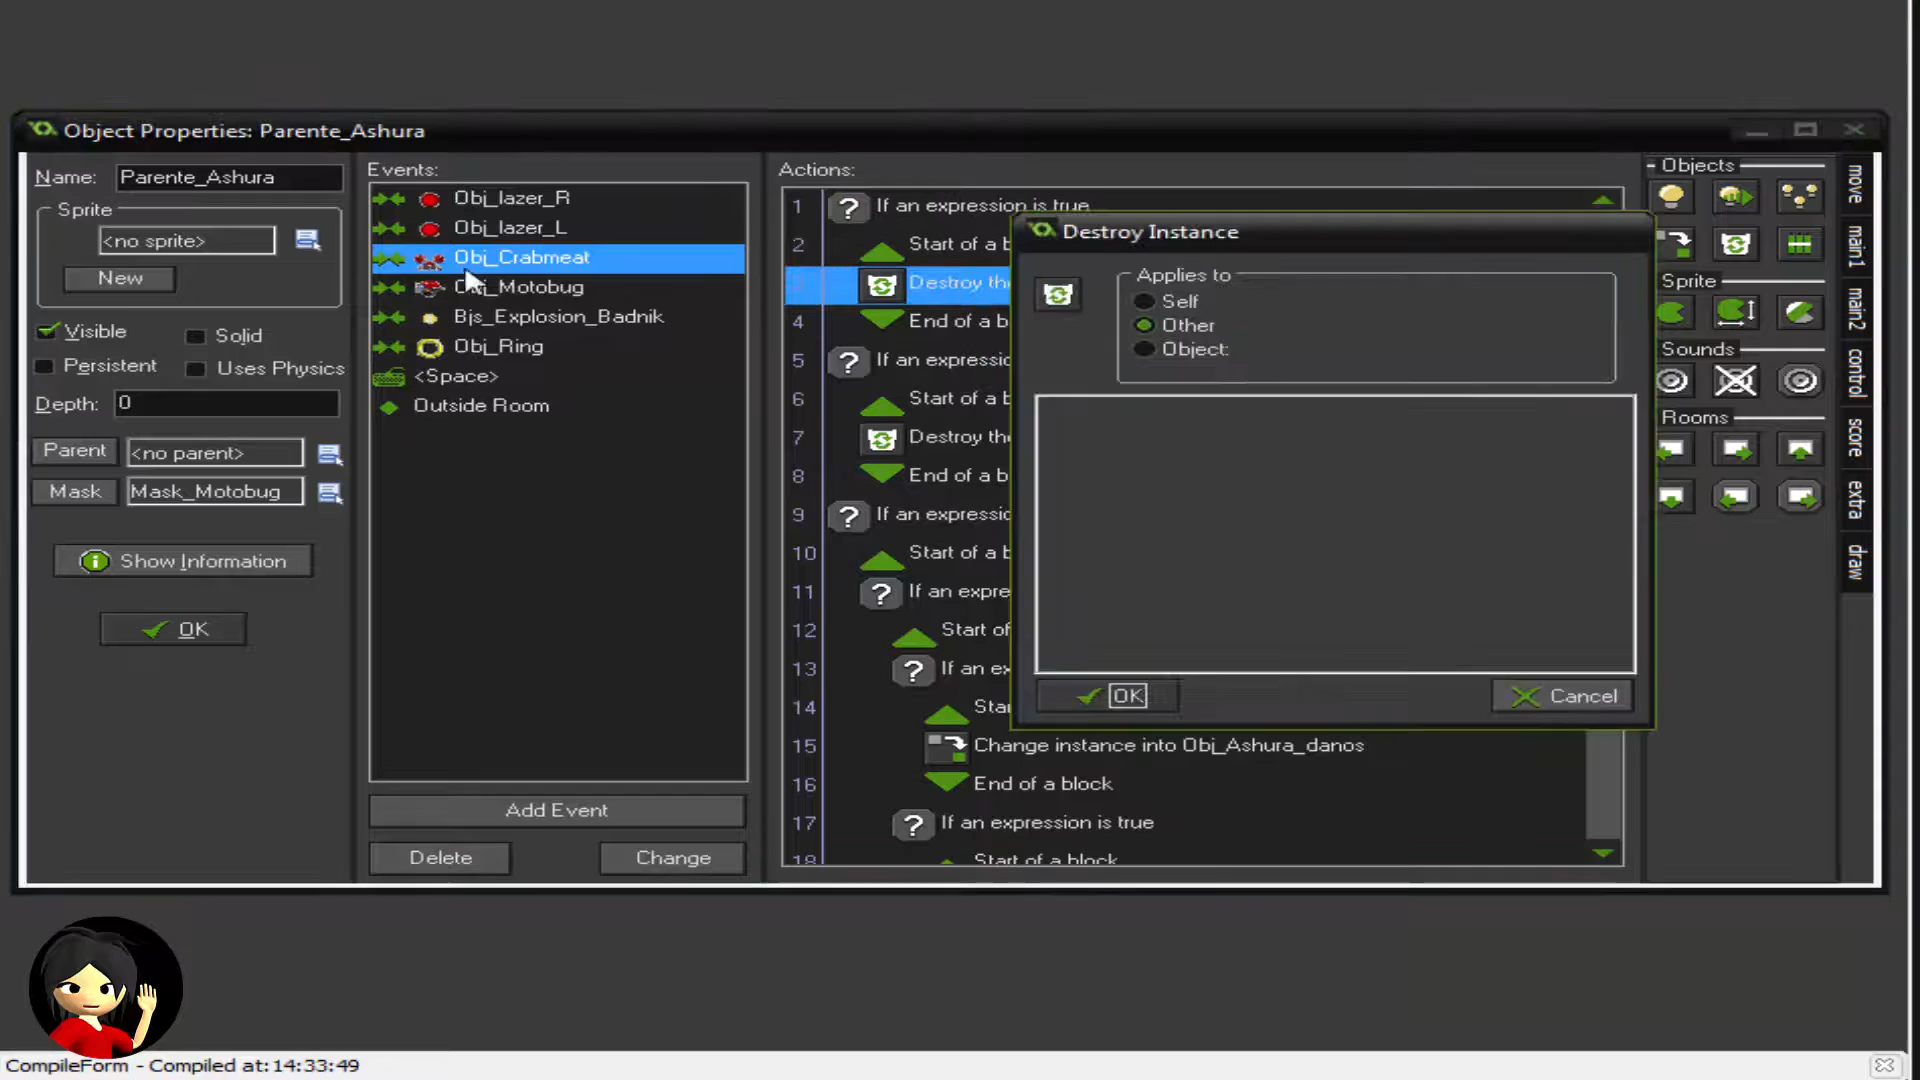 Object Properties: Parente_Ashura
Name: Parente_Ashura
Sprite
<no sprite>
New
Visible
Solid
Persistent
Uses Physics
Depth: 0
Parent <no parent>
Mask Mask_Motobug
Show Information
OK
Events:
Obj_lazer_R
Obj_lazer_L
Obj_Crabmeat
Obj_Motobug
Bjs_Explosion_Badnik
Obj_Ring
<Space>
Outside Room
Add Event
Delete
Change
Actions:
1 ? If an expression is true
2 Start of a b
Destroy th
4 End of a b
5 ? If an expressio
6 Start of a b
7 Destroy the
8 End of a b
9 ? If an expressio
10 Start of a b
11 ? If an expre
12 Start of
13 ? If an ex
14 Star
15 Change instance into Obj_Ashura_danos
16 End of a block
17 ? If an expression is true
18 Start of a block
Destroy Instance
Applies to
Self
Other
Object:
OK
Cancel
Objects
Sprite
Sounds
Rooms
move
main1
main2
control
score
extra
draw
CompileForm - Compiled at: 14:33:49